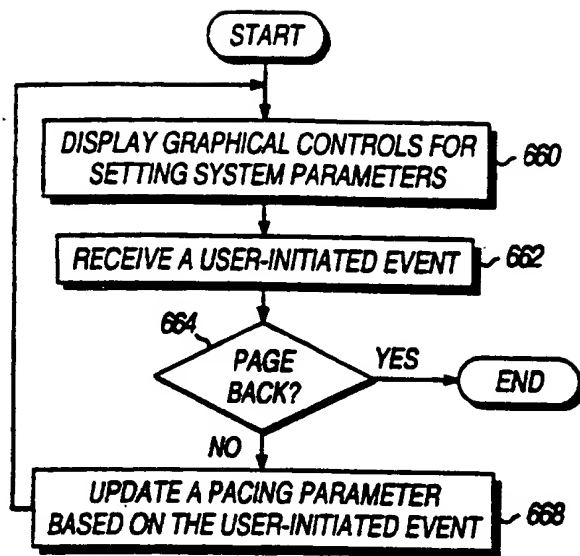 START
DISPLAY GRAPHICAL CONTROLS FOR
SETTING SYSTEM PARAMETERS
660
RECEIVE A USER-INITIATED EVENT
662
664
PAGE
BACK?
YES
END
NO
UPDATE A PACING PARAMETER
BASED ON THE USER-INITIATED EVENT
668